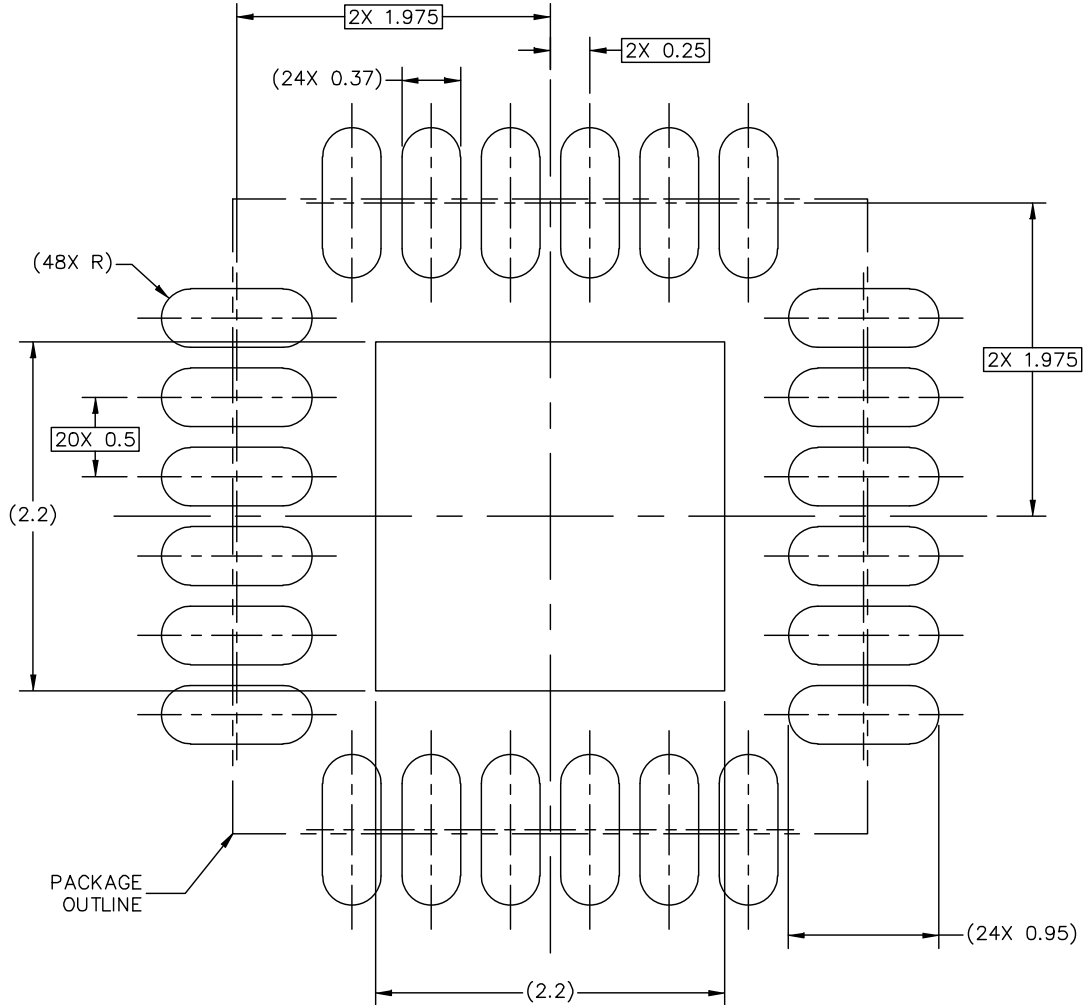 2X 1.975
2X 0.25
(24X 0.37)
(48X R)
2X 1.975
20X 0.5
(2.2)
PACKAGE
OUTLINE
(24X 0.95)
(2.2)